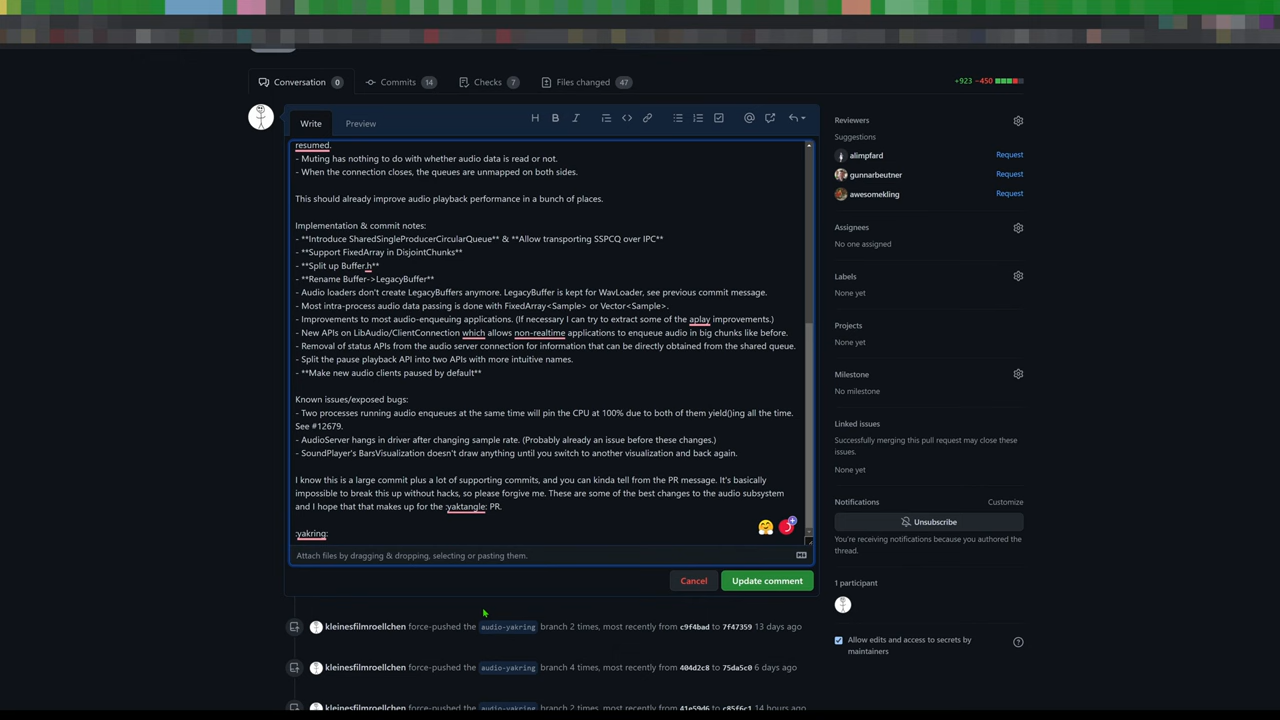 Conversation 0
Commits 14
Checks 7
Files changed 47
+923 −450
Write
Preview
resumed.
- Muting has nothing to do with whether audio data is read or not.
- When the connection closes, the queues are unmapped on both sides.
This should already improve audio playback performance in a bunch of places.
Implementation & commit notes:
- **Introduce SharedSingleProducerCircularQueue** & **Allow transporting SSPCQ over IPC**
- **Support FixedArray in DisjointChunks**
- **Split up Buffer.h**
- **Rename Buffer->LegacyBuffer**
- Audio loaders don't create LegacyBuffers anymore. LegacyBuffer is kept for WavLoader, see previous commit message.
- Most intra-process audio data passing is done with FixedArray<Sample> or Vector<Sample>.
- Improvements to most audio-enqueuing applications. (If necessary I can try to extract some of the aplay improvements.)
- New APIs on LibAudio/ClientConnection which allows non-realtime applications to enqueue audio in big chunks like before.
- Removal of status APIs from the audio server connection for information that can be directly obtained from the shared queue.
- Split the pause playback API into two APIs with more intuitive names.
- **Make new audio clients paused by default**
Known issues/exposed bugs:
- Two processes running audio enqueues at the same time will pin the CPU at 100% due to both of them yield()ing all the time.
See #12679.
- AudioServer hangs in driver after changing sample rate. (Probably already an issue before these changes.)
- SoundPlayer's BarsVisualization doesn't draw anything until you switch to another visualization and back again.
I know this is a large commit plus a lot of supporting commits, and you can kinda tell from the PR message. It's basically
impossible to break this up without hacks, so please forgive me. These are some of the best changes to the audio subsystem
and I hope that that makes up for the :yaktangle: PR.
:yakring:
Attach files by dragging & dropping, selecting or pasting them.
Cancel
Update comment
kleinesfilmroellchen force-pushed the audio-yakring branch 2 times, most recently from c9f4bad to 7f47359 13 days ago
kleinesfilmroellchen force-pushed the audio-yakring branch 4 times, most recently from 404d2c8 to 75da5c0 6 days ago
kleinesfilmroellchen force-pushed the audio-yakring branch 2 times, most recently from 41e59d6 to c85f6c1 14 hours ago
Reviewers
Suggestions
alimpfard Request
gunnarbeutner Request
awesomekling Request
Assignees
No one assigned
Labels
None yet
Projects
None yet
Milestone
No milestone
Linked issues
Successfully merging this pull request may close these
issues.
None yet
Notifications
Customize
Unsubscribe
You're receiving notifications because you authored the
thread.
1 participant
Allow edits and access to secrets by
maintainers